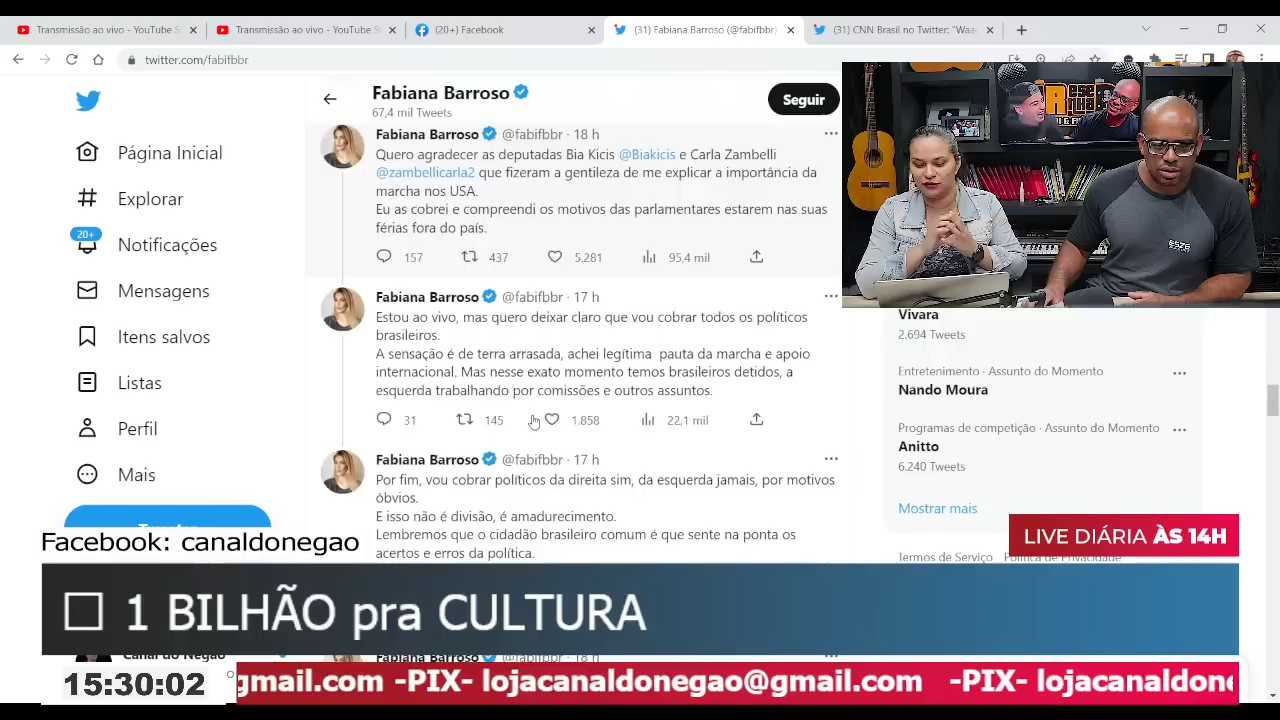 Transmissão ao vivo - YouTube S
Transmissão ao vivo - YouTube S
(20+) Facebook
(31) Fabiana Barroso (@fabifbbr)
(31) CNN Brasil no Twitter: "Waa
twitter.com/fabifbbr
Fabiana Barroso
67,4 mil Tweets
Seguir
Página Inicial
Explorar
20+
Notificações
Mensagens
Itens salvos
Listas
Perfil
Mais
Fabiana Barroso @fabifbbr · 18 h
Quero agradecer as deputadas Bia Kicis @Biakicis e Carla Zambelli
@zambellicarla2 que fizeram a gentileza de me explicar a importância da
marcha nos USA.
Eu as cobrei e compreendi os motivos das parlamentares estarem nas suas
férias fora do país.
157 437 5.281 95,4 mil
Fabiana Barroso @fabifbbr · 17 h
Estou ao vivo, mas quero deixar claro que vou cobrar todos os políticos
brasileiros.
A sensação é de terra arrasada, achei legítima pauta da marcha e apoio
internacional. Mas nesse exato momento temos brasileiros detidos, a
esquerda trabalhando por comissões e outros assuntos.
31 145 1.858 22,1 mil
Fabiana Barroso @fabifbbr · 17 h
Por fim, vou cobrar políticos da direita sim, da esquerda jamais, por motivos
óbvios.
E isso não é divisão, é amadurecimento.
Lembremos que o cidadão brasileiro comum é que sente na ponta os
acertos e erros da política.
Vivara
2.694 Tweets
Entretenimento · Assunto do Momento
Nando Moura
Programas de competição · Assunto do Momento
Anitto
6.240 Tweets
Mostrar mais
Termos de Serviço Política de Privacidade
Facebook: canaldonegao
LIVE DIÁRIA ÀS 14H
1 BILHÃO pra CULTURA
Canal do Negão
Fabiana Barroso @fabifbbr · 18 h
15:30:02
gmail.com -PIX- lojacanaldonegao@gmail.com -PIX- lojacanaldone